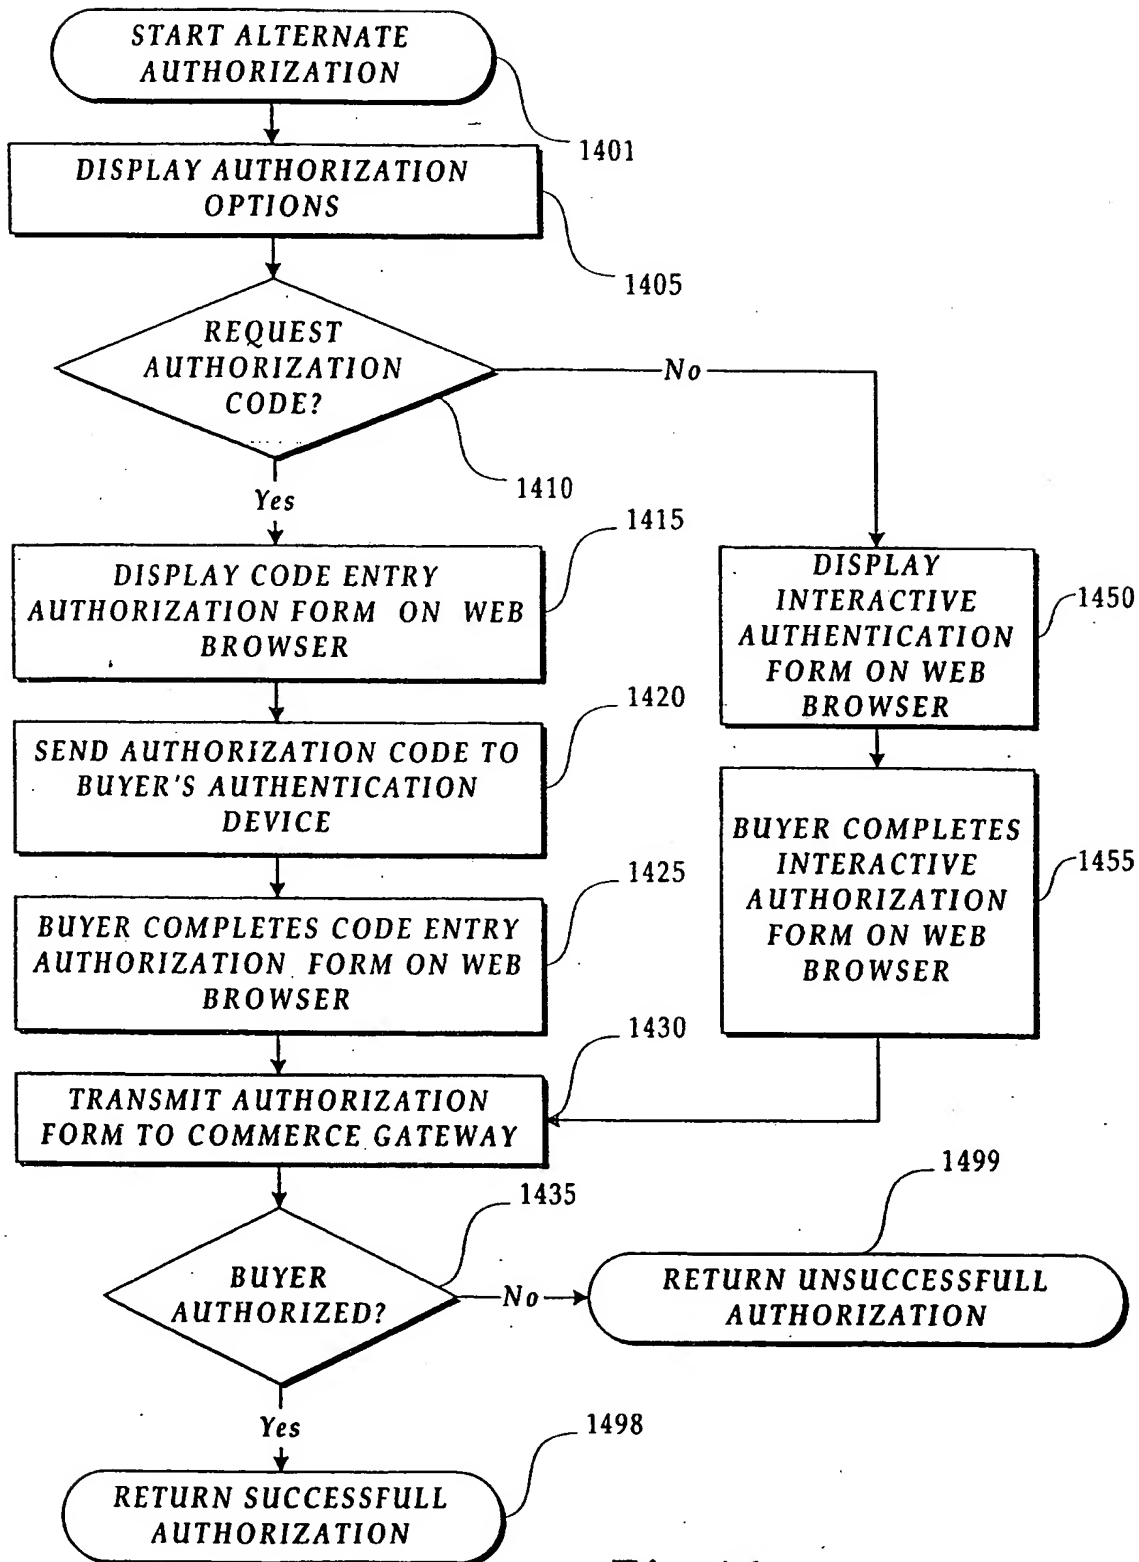 START ALTERNATE
AUTHORIZATION
1401
DISPLAY AUTHORIZATION
OPTIONS
1405
REQUEST
AUTHORIZATION
CODE?
No
1410
Yes
1415
DISPLAY CODE ENTRY
AUTHORIZATION FORM ON WEB
BROWSER
DISPLAY
INTERACTIVE
AUTHENTICATION
FORM ON WEB
BROWSER
1450
1420
SEND AUTHORIZATION CODE TO
BUYER'S AUTHENTICATION
DEVICE
BUYER COMPLETES
INTERACTIVE
AUTHORIZATION
FORM ON WEB
BROWSER
1455
1425
BUYER COMPLETES CODE ENTRY
AUTHORIZATION FORM ON WEB
BROWSER
1430
TRANSMIT AUTHORIZATION
FORM TO COMMERCE GATEWAY
1435
1499
BUYER
AUTHORIZED?
No
RETURN UNSUCCESSFULL
AUTHORIZATION
Yes
1498
RETURN SUCCESSFULL
AUTHORIZATION